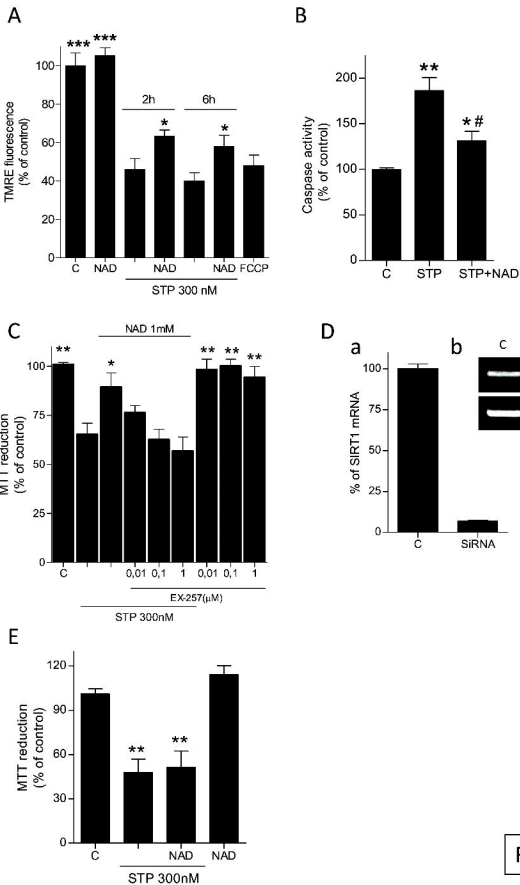 A
TMRE fluorescence
(% of control)
100
80
60
40
20
0
***
***
2h
6h
*
*
C NAD NAD NAD FCCP
STP 300 nM
B
Caspase activity
(% of control)
200
150
100
50
0
**
* #
C STP STP+NAD
C
MTT reduction
(% of control)
100
75
50
25
0
NAD 1mM
**
*
**
**
**
C 0,01 0,1 1 0,01 0,1 1
EX-257(μM)
STP 300nM
D
a
b
C
% of SIRT1 mRNA
100
75
50
25
0
C SiRNA
E
MTT reduction
(% of control)
120
90
60
30
0
**
**
C NAD NAD
STP 300nM
F